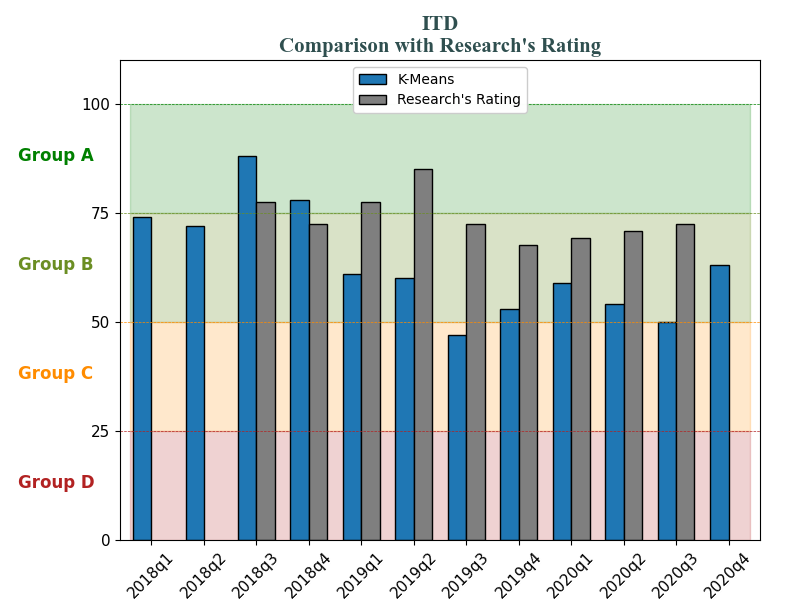 ITD
Comparison with Research's Rating
K-Means
Research's Rating
100
75
50
25
0
Group A
Group B
Group C
Group D
2018q1
2018q2
2018q3
2018q4
2019q1
2019q2
2019q3
2019q4
2020q1
2020q2
2020q3
2020q4